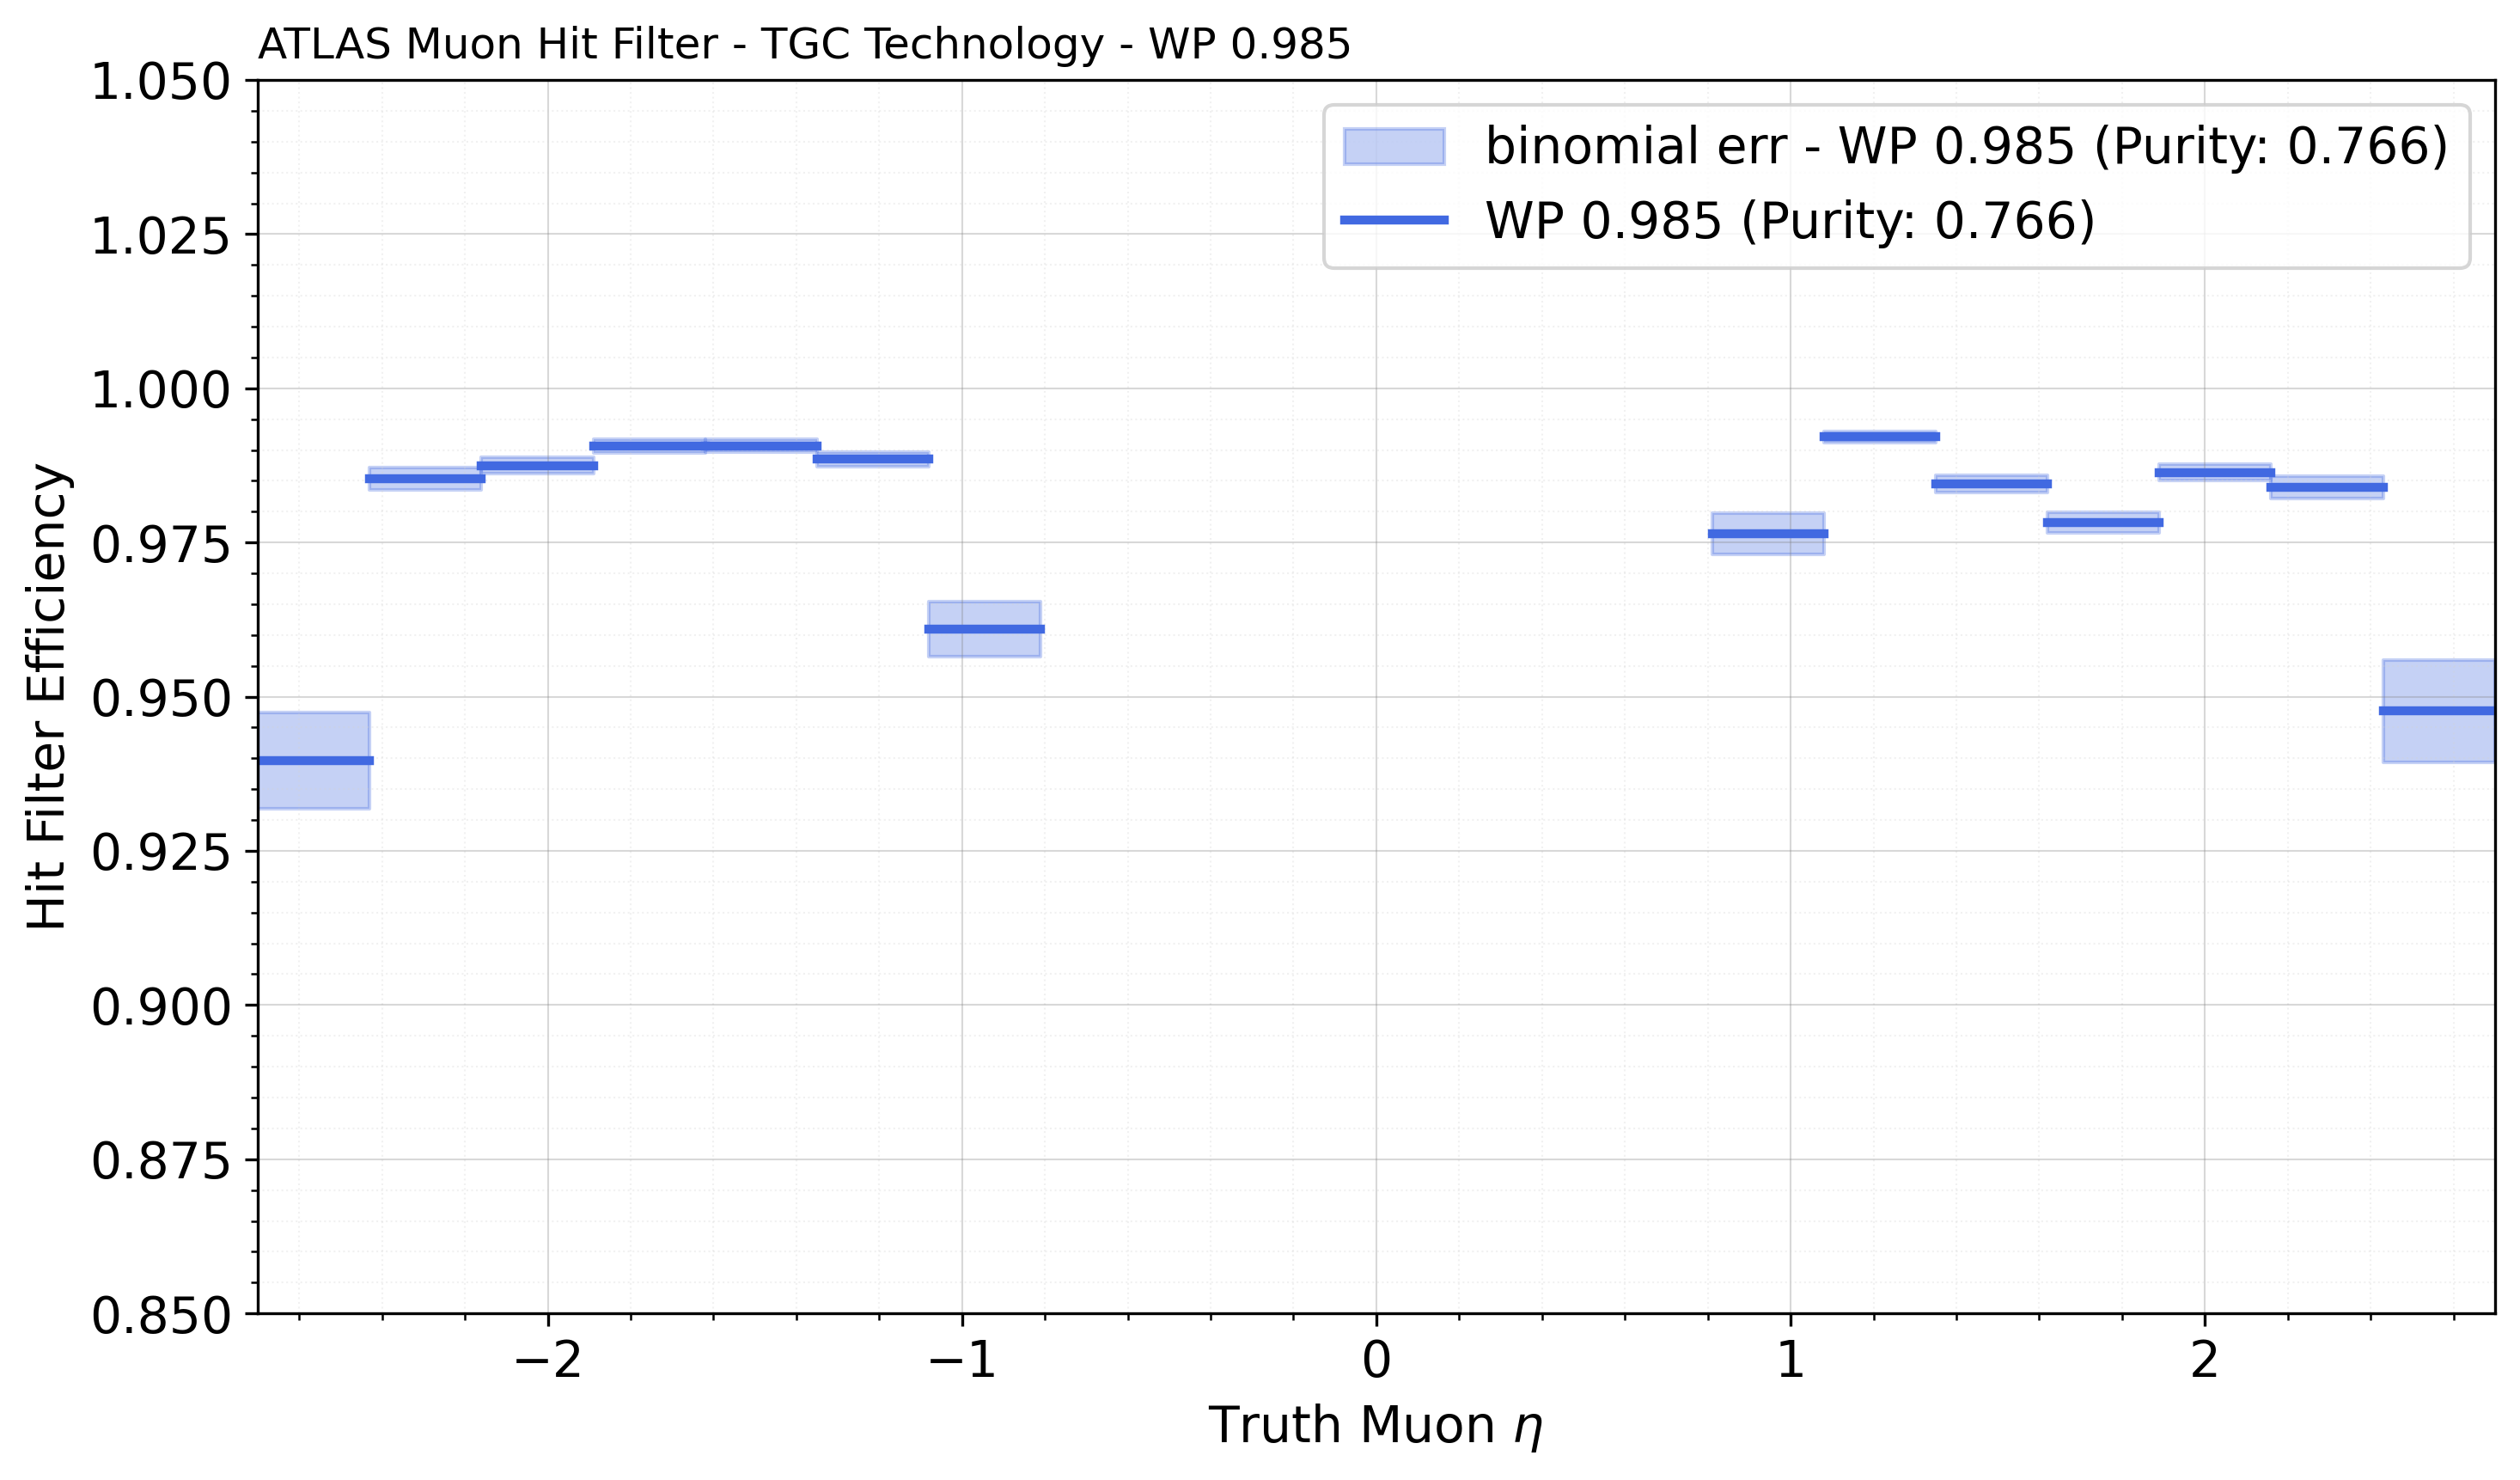 ATLAS Muon Hit Filter - TGC Technology - WP 0.985
1.050
1.025
1.000
0.975
0.950
0.925
0.900
0.875
0.850
Hit Filter Efficiency
binomial err - WP 0.985 (Purity: 0.766)
WP 0.985 (Purity: 0.766)
−2 −1 0 1 2
Truth Muon η